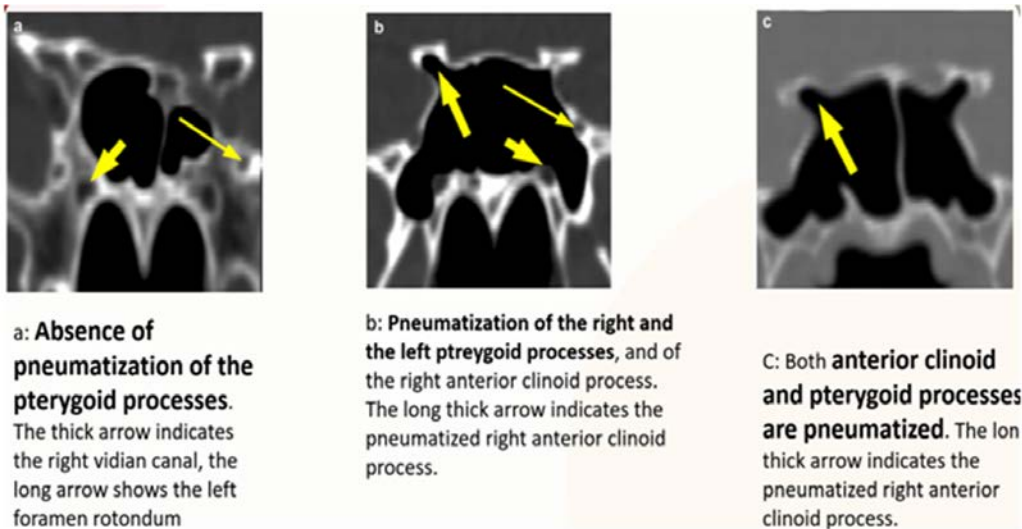 a
b
c
a: Absence of
pneumatization of the
pterygoid processes.
The thick arrow indicates
the right vidian canal, the
long arrow shows the left
foramen rotondum
b: Pneumatization of the right and
the left ptreygoid processes, and of
the right anterior clinoid process.
The long thick arrow indicates the
pneumatized right anterior clinoid
process.
C: Both anterior clinoid
and pterygoid processes
are pneumatized. The lon
thick arrow indicates the
pneumatized right anterior
clinoid process.